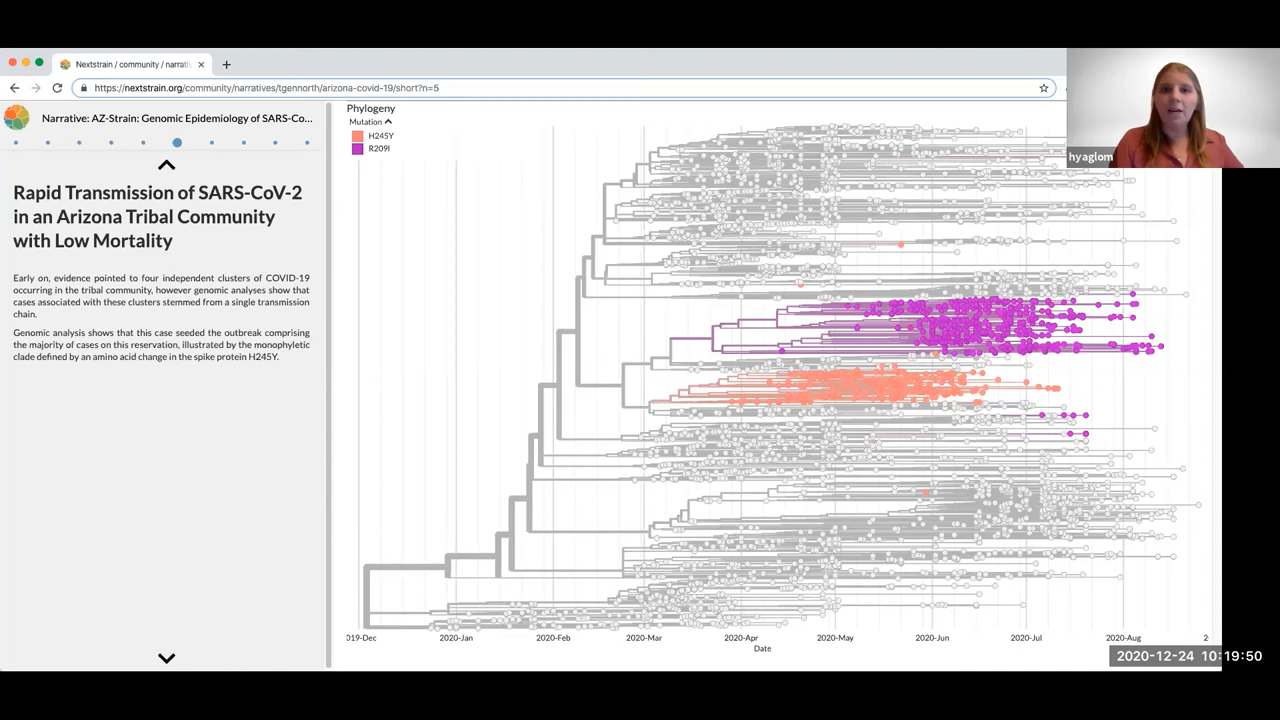 Nextstrain / community / narrati
https://nextstrain.org/community/narratives/tgennorth/arizona-covid-19/short?n=5
hyaglom
Narrative: AZ-Strain: Genomic Epidemiology of SARS-Co...
Rapid Transmission of SARS-CoV-2
in an Arizona Tribal Community
with Low Mortality
Early on, evidence pointed to four independent clusters of COVID-19
occurring in the tribal community, however genomic analyses show that
cases associated with these clusters stemmed from a single transmission
chain.
Genomic analysis shows that this case seeded the outbreak comprising
the majority of cases on this reservation, illustrated by the monophyletic
clade defined by an amino acid change in the spike protein H245Y.
Phylogeny
Mutation
H245Y
R209I
019-Dec 2020-Jan 2020-Feb 2020-Mar 2020-Apr 2020-May 2020-Jun 2020-Jul 2020-Aug 2
Date
2020-12-24 10:19:50